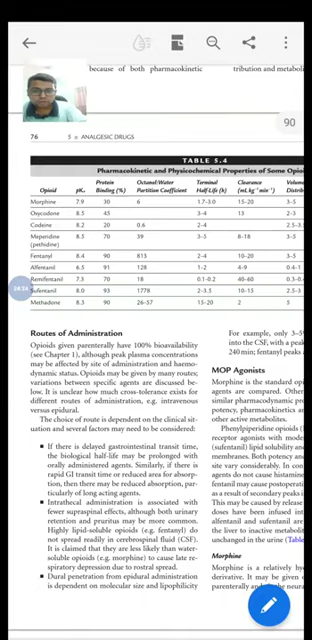 because of both pharmacokinetic
tribution and metaboli
90
76    5 • ANALGESIC DRUGS
TABLE 5.4
Pharmacokinetic and Physicochemical Properties of Some Opio
Opioid    pKa    Protein Binding (%)    Octanol/Water Partition Coefficient    Terminal Half-Life (h)    Clearance (mL kg⁻¹ min⁻¹)    Volum Distri
Morphine    7.9    30    6    1.7-3.0    15–20    3–5
Oxycodone    8.5    45    3–4    13    2–3
Codeine    8.2    20    0.6    2–4    2.5–3.
Meperidine (pethidine)    8.5    70    39    3–5    8–18    3–5
Fentanyl    8.4    90    813    2–4    10–20    3–5
Alfentanil    6.5    91    128    1–2    6–9    0.4–1
Remifentanil    7.3    70    18    0.1-0.2    40–60    0.3–0.
Sufentanil    8.0    93    1778    2–3.5    10–15    2.5–3
Methadone    8.3    90    26–57    15–20    2    5
24:24
Routes of Administration
Opioids given parenterally have 100% bioavailability
(see Chapter 1), although peak plasma concentrations
may be affected by site of administration and haemo-
dynamic status. Opioids may be given by many routes;
variations between specific agents are discussed be-
low. It is unclear how much cross-tolerance exists for
different routes of administration, e.g. intravenous
versus epidural.
The choice of route is dependent on the clinical sit-
uation and several factors may need to be considered:
■ If there is delayed gastrointestinal transit time,
the biological half-life may be prolonged with
orally administered agents. Similarly, if there is
rapid GI transit time or reduced area for absorp-
tion, then there may be reduced absorption, par-
ticularly of long acting agents.
■ Intrathecal administration is associated with
fewer supraspinal effects, although both urinary
retention and pruritus may be more common.
Highly lipid-soluble opioids (e.g. fentanyl) do
not spread readily in cerebrospinal fluid (CSF).
It is claimed that they are less likely than water-
soluble opioids (e.g. morphine) to cause late re-
spiratory depression due to rostral spread.
■ Dural penetration from epidural administration
is dependent on molecular size and lipophilicity
For example, only 3–5%
into the CSF, with a peak
240 min; fentanyl peaks a
MOP Agonists
Morphine is the standard opi
agents are compared. Other
similar pharmacodynamic pro
potency, pharmacokinetics an
other active metabolites.
Phenylpiperidine opioids (
receptor agonists with mode
(sufentanil) lipid solubility and
membranes. Both potency and
site vary considerably. In con
agents do not cause histamine
fentanyl may cause postoperativ
as a result of secondary peaks i
This may be caused by release
doses have been infused into
alfentanil and sufentanil are
the liver to inactive metabolit
unchanged in the urine (Table
Morphine
Morphine is a relatively hy
derivative. It may be given o
parenterally and in the neura